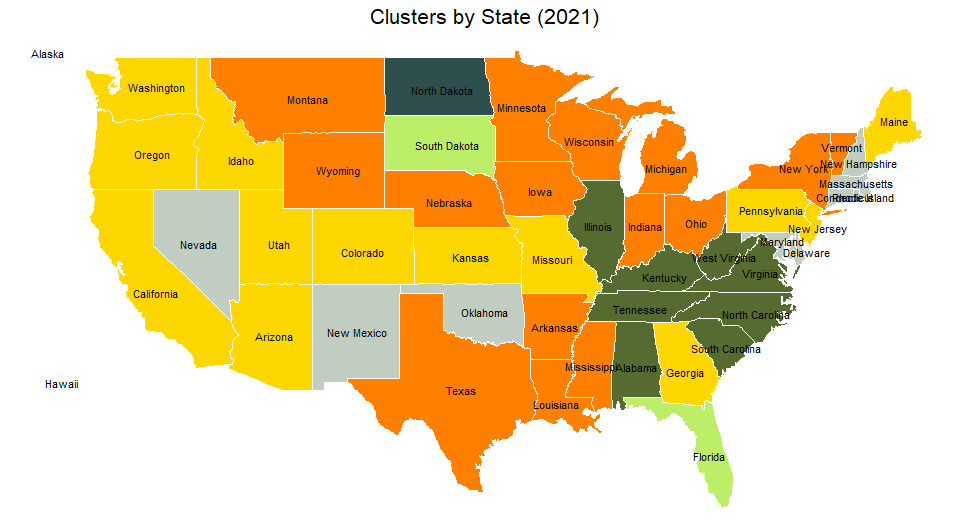 Clusters by State (2021)
Alaska
Washington
Montana
North Dakota
Minnesota
Maine
Oregon
Idaho
Wyoming
South Dakota
Wisconsin
Michigan
Vermont
New York
New Hampshire
Massachusetts
Connecticut
Rhode Island
Nebraska
Iowa
Pennsylvania
New Jersey
Nevada
Utah
Colorado
Kansas
Missouri
Illinois
Indiana
Ohio
Maryland
Delaware
West Virginia
Virginia
Kentucky
California
Arizona
New Mexico
Oklahoma
Arkansas
Tennessee
North Carolina
South Carolina
Mississippi
Alabama
Georgia
Hawaii
Texas
Louisiana
Florida